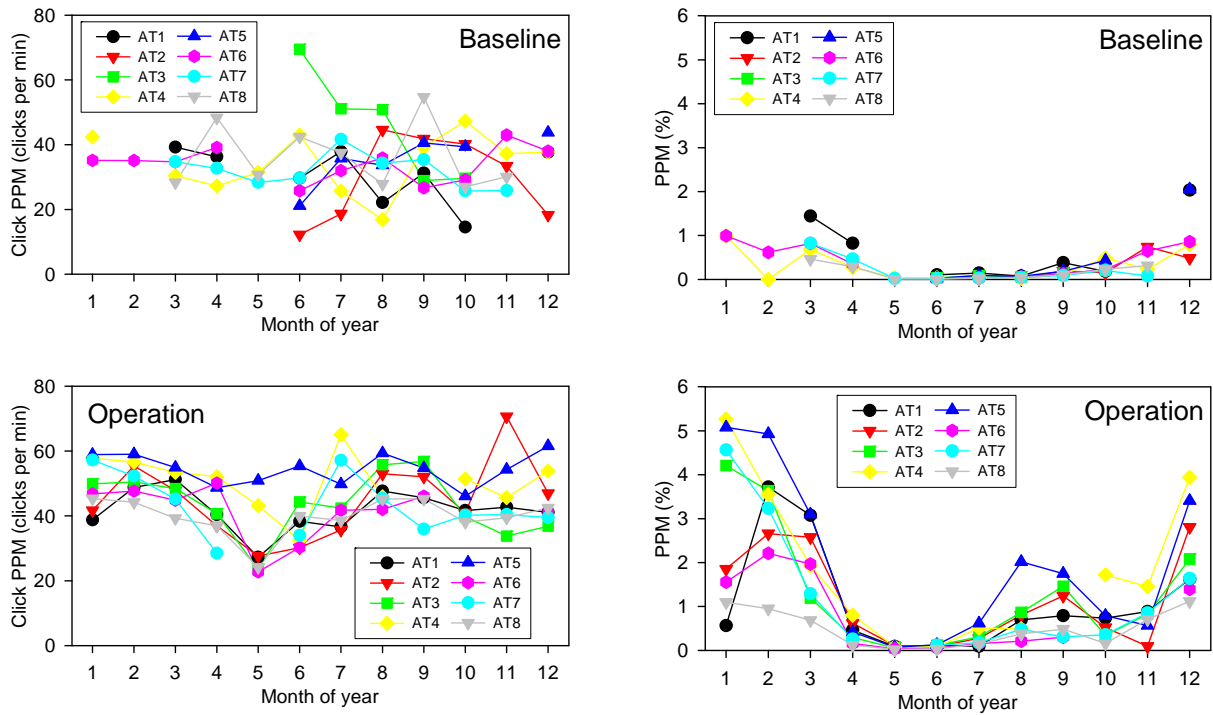 Baseline
Click PPM (clicks per min)
80
60
40
20
0
AT1 AT5
AT2 AT6
AT3 AT7
AT4 AT8
1 2 3 4 5 6 7 8 9 10 11 12
Month of year
Baseline
PPM (%)
6
5
4
3
2
1
0
AT1 AT5
AT2 AT6
AT3 AT7
AT4 AT8
1 2 3 4 5 6 7 8 9 10 11 12
Month of year
Operation
Click PPM (clicks per min)
80
60
40
20
0
AT1 AT5
AT2 AT6
AT3 AT7
AT4 AT8
1 2 3 4 5 6 7 8 9 10 11 12
Month of year
Operation
PPM (%)
6
5
4
3
2
1
0
AT1 AT5
AT2 AT6
AT3 AT7
AT4 AT8
1 2 3 4 5 6 7 8 9 10 11 12
Month of year